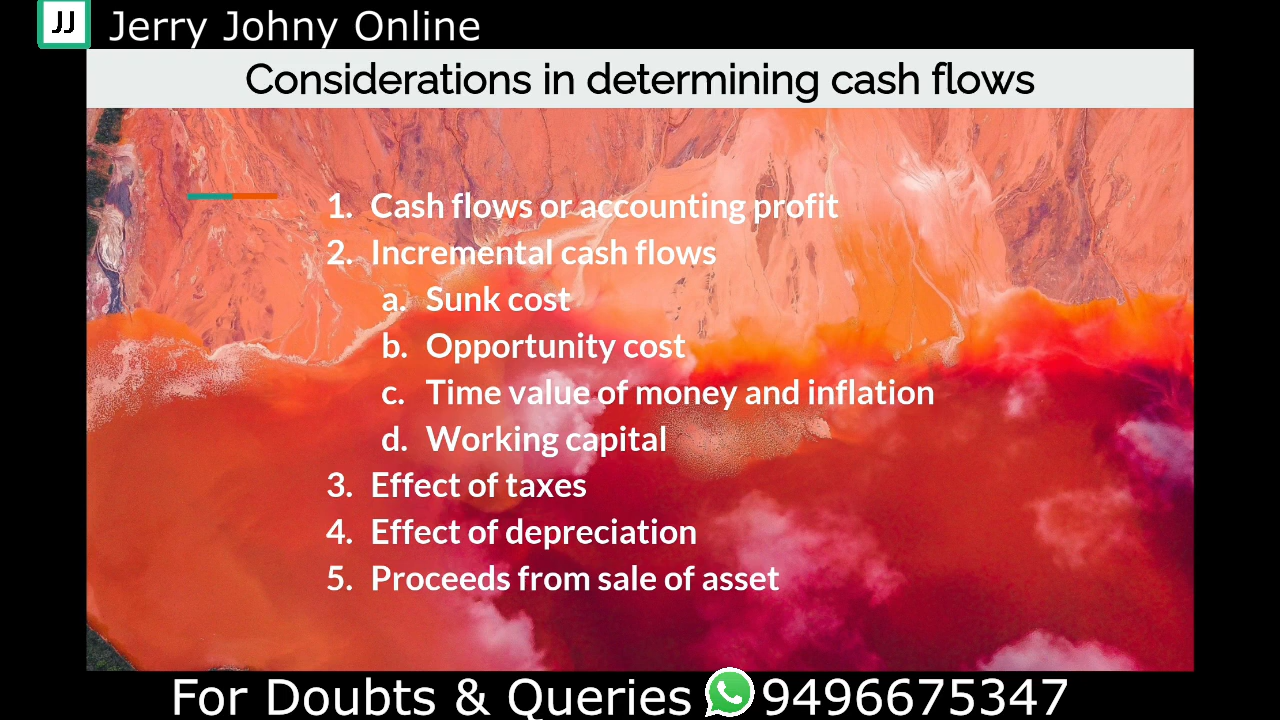 JJ Jerry Johny Online
Considerations in determining cash flows
1. Cash flows or accounting profit
2. Incremental cash flows
a. Sunk cost
b. Opportunity cost
c. Time value of money and inflation
d. Working capital
3. Effect of taxes
4. Effect of depreciation
5. Proceeds from sale of asset
For Doubts & Queries 9496675347